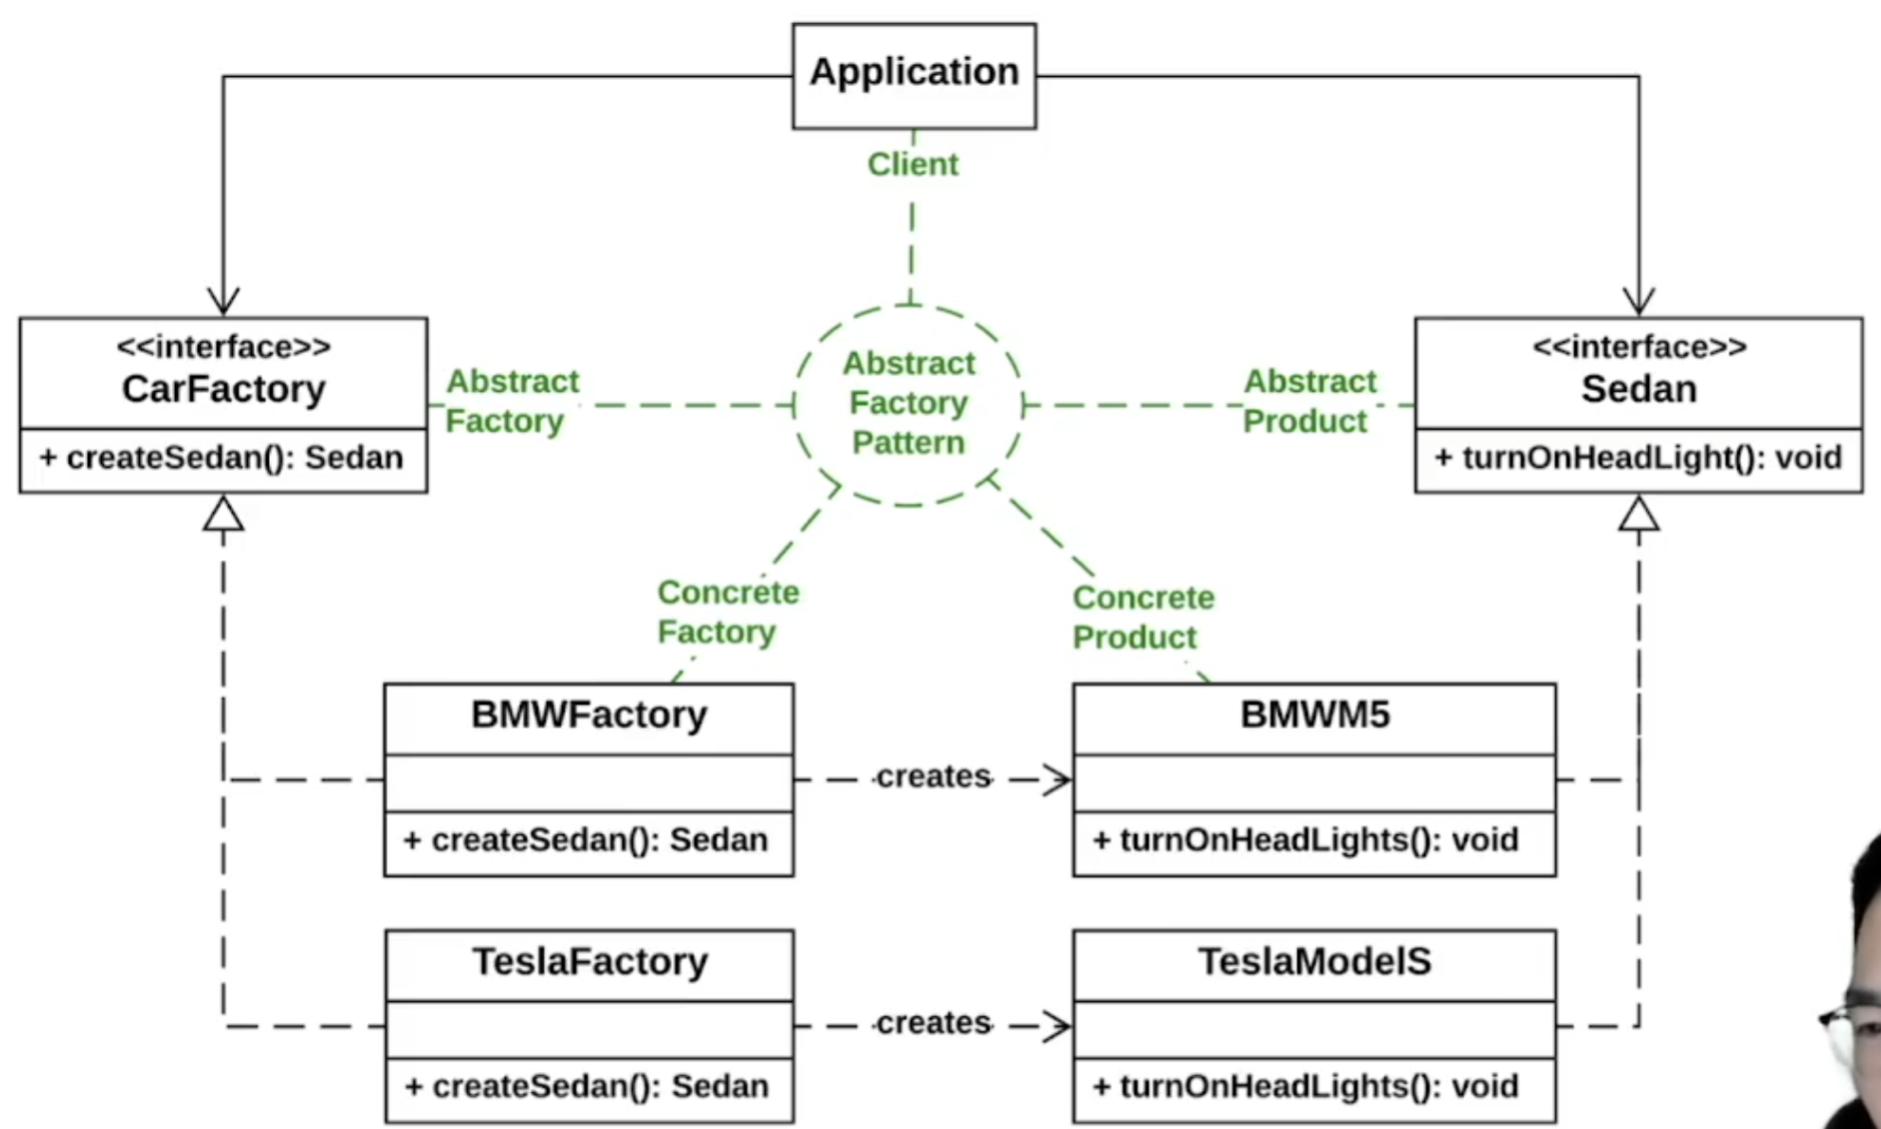 Application
Client
<<interface>>
CarFactory
+ createSedan(): Sedan
Abstract
Factory
Abstract
Factory
Pattern
Abstract
Product
<<interface>>
Sedan
+ turnOnHeadLight(): void
Concrete
Factory
Concrete
Product
BMWFactory
+ createSedan(): Sedan
creates
BMWM5
+ turnOnHeadLights(): void
TeslaFactory
+ createSedan(): Sedan
creates
TeslaModelS
+ turnOnHeadLights(): void